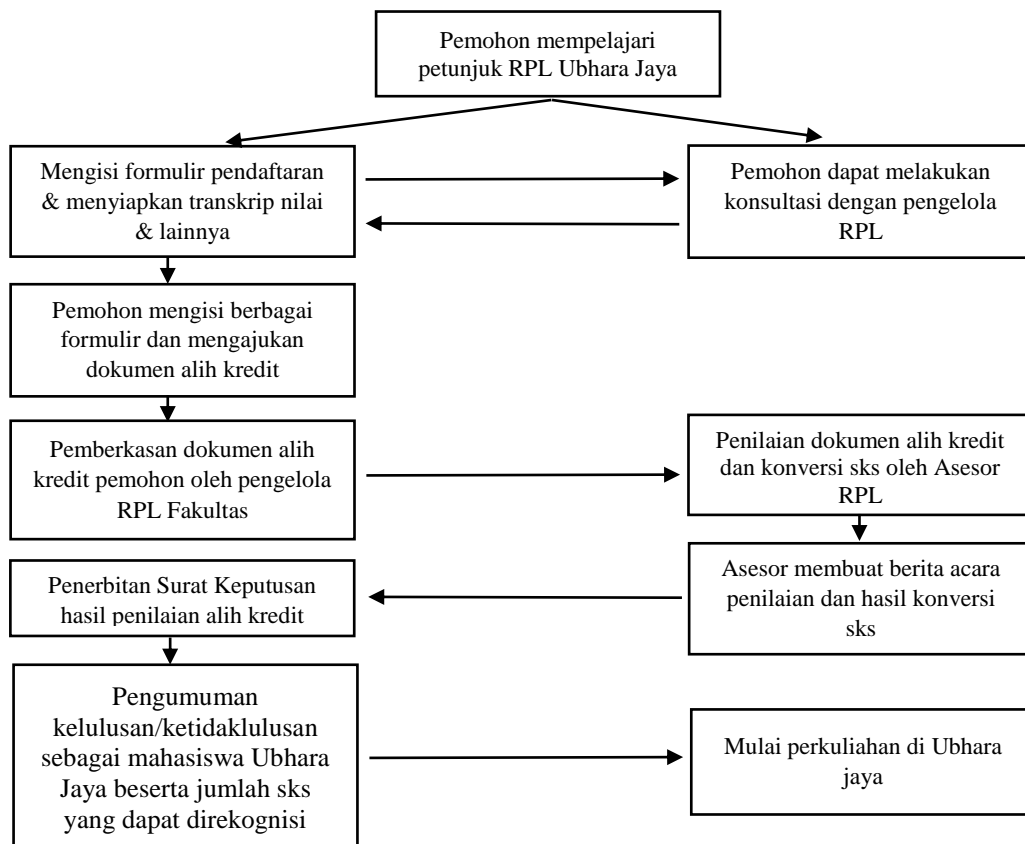 Pemohon mempelajari
petunjuk RPL Ubhara Jaya
Mengisi formulir pendaftaran
& menyiapkan transkrip nilai
& lainnya
Pemohon dapat melakukan
konsultasi dengan pengelola
RPL
Pemohon mengisi berbagai
formulir dan mengajukan
dokumen alih kredit
Pemberkasan dokumen alih
kredit pemohon oleh pengelola
RPL Fakultas
Penilaian dokumen alih kredit
dan konversi sks oleh Asesor
RPL
Asesor membuat berita acara
penilaian dan hasil konversi
sks
Penerbitan Surat Keputusan
hasil penilaian alih kredit
Pengumuman
kelulusan/ketidaklulusan
sebagai mahasiswa Ubhara
Jaya beserta jumlah sks
yang dapat direkognisi
Mulai perkuliahan di Ubhara
jaya